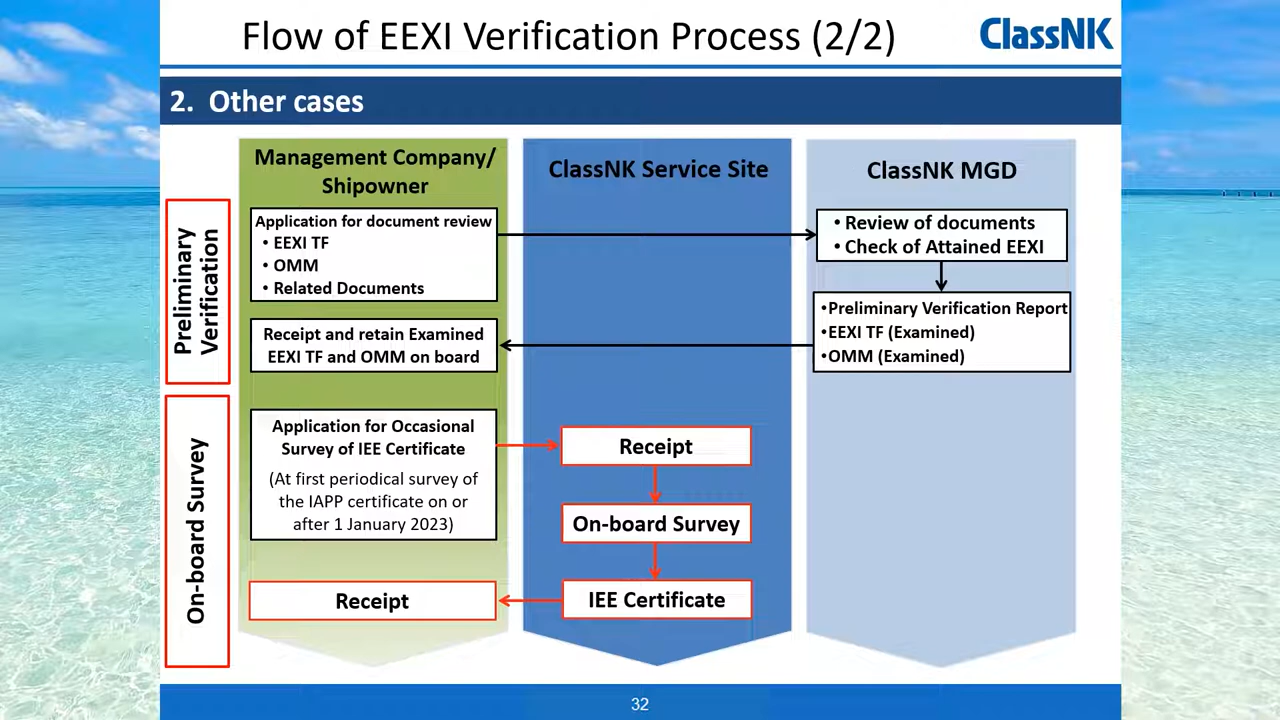 Flow of EEXI Verification Process (2/2)
ClassNK
2. Other cases
Management Company/
Shipowner
ClassNK Service Site
ClassNK MGD
Preliminary
Verification
Application for document review
• EEXI TF
• OMM
• Related Documents
• Review of documents
• Check of Attained EEXI
•Preliminary Verification Report
•EEXI TF (Examined)
•OMM (Examined)
Receipt and retain Examined
EEXI TF and OMM on board
On-board Survey
Application for Occasional
Survey of IEE Certificate
(At first periodical survey of
the IAPP certificate on or
after 1 January 2023)
Receipt
On-board Survey
IEE Certificate
Receipt
32